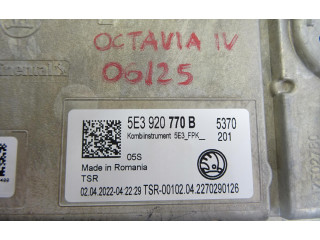 OCTAVIA IV
06/25
5E3 920 770 B 5370
Kombiinstrument 5E3_FPK__ 201
05S
Made in Romania
TSR
02.04.2022-04:22:29 TSR-00102.04.2270290126